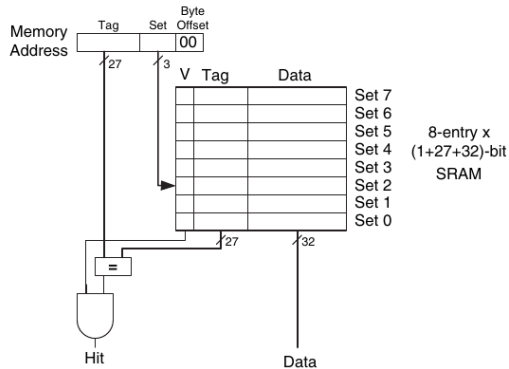 Byte
Tag Set Offset
Memory
Address
00
27 3
V Tag Data
Set 7
Set 6
Set 5
Set 4
Set 3
Set 2
Set 1
Set 0
8-entry x
(1+27+32)-bit
SRAM
27 32
=
Hit
Data